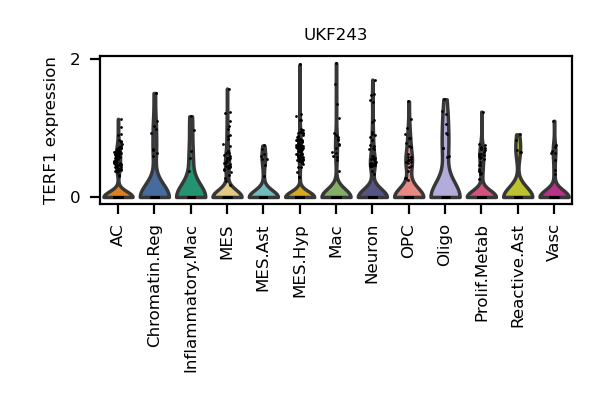 UKF243
TERF1 expression
2
0
AC
Chromatin.Reg
Inflammatory.Mac
MES
MES.Ast
MES.Hyp
Mac
Neuron
OPC
Oligo
Prolif.Metab
Reactive.Ast
Vasc